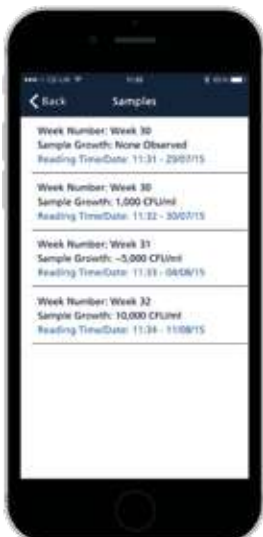 Back Samples
Week Number: Week 30
Sample Growth: None Observed
Reading Time/Date: 11:31 - 29/07/15
Week Number: Week 30
Sample Growth: 1,000 CFU/ml
Reading Time/Date: 11:32 - 30/07/15
Week Number: Week 31
Sample Growth: ~5,000 CFU/ml
Reading Time/Date: 11:33 - 04/08/15
Week Number: Week 32
Sample Growth: 10,000 CFU/ml
Reading Time/Date: 11:34 - 11/08/15